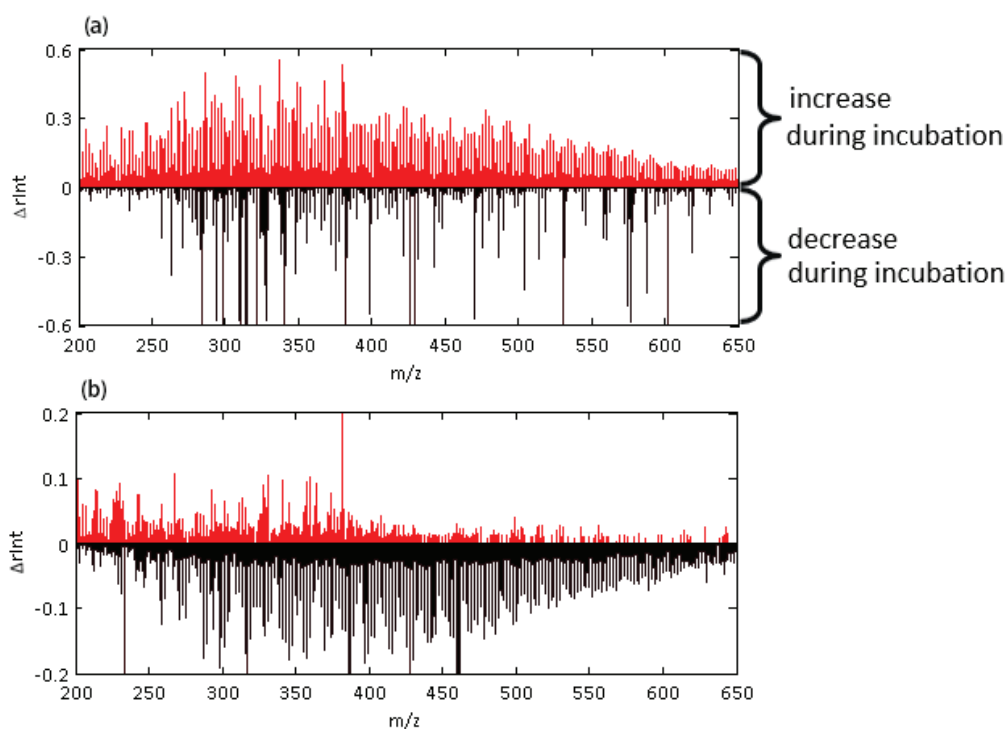 (a)
0.6
0.3
0
-0.3
-0.6
ΔrInt
200 250 300 350 400 450 500 550 600 650
m/z
increase
during incubation
decrease
during incubation
(b)
0.2
0.1
0
-0.1
-0.2
ΔrInt
200 250 300 350 400 450 500 550 600 650
m/z